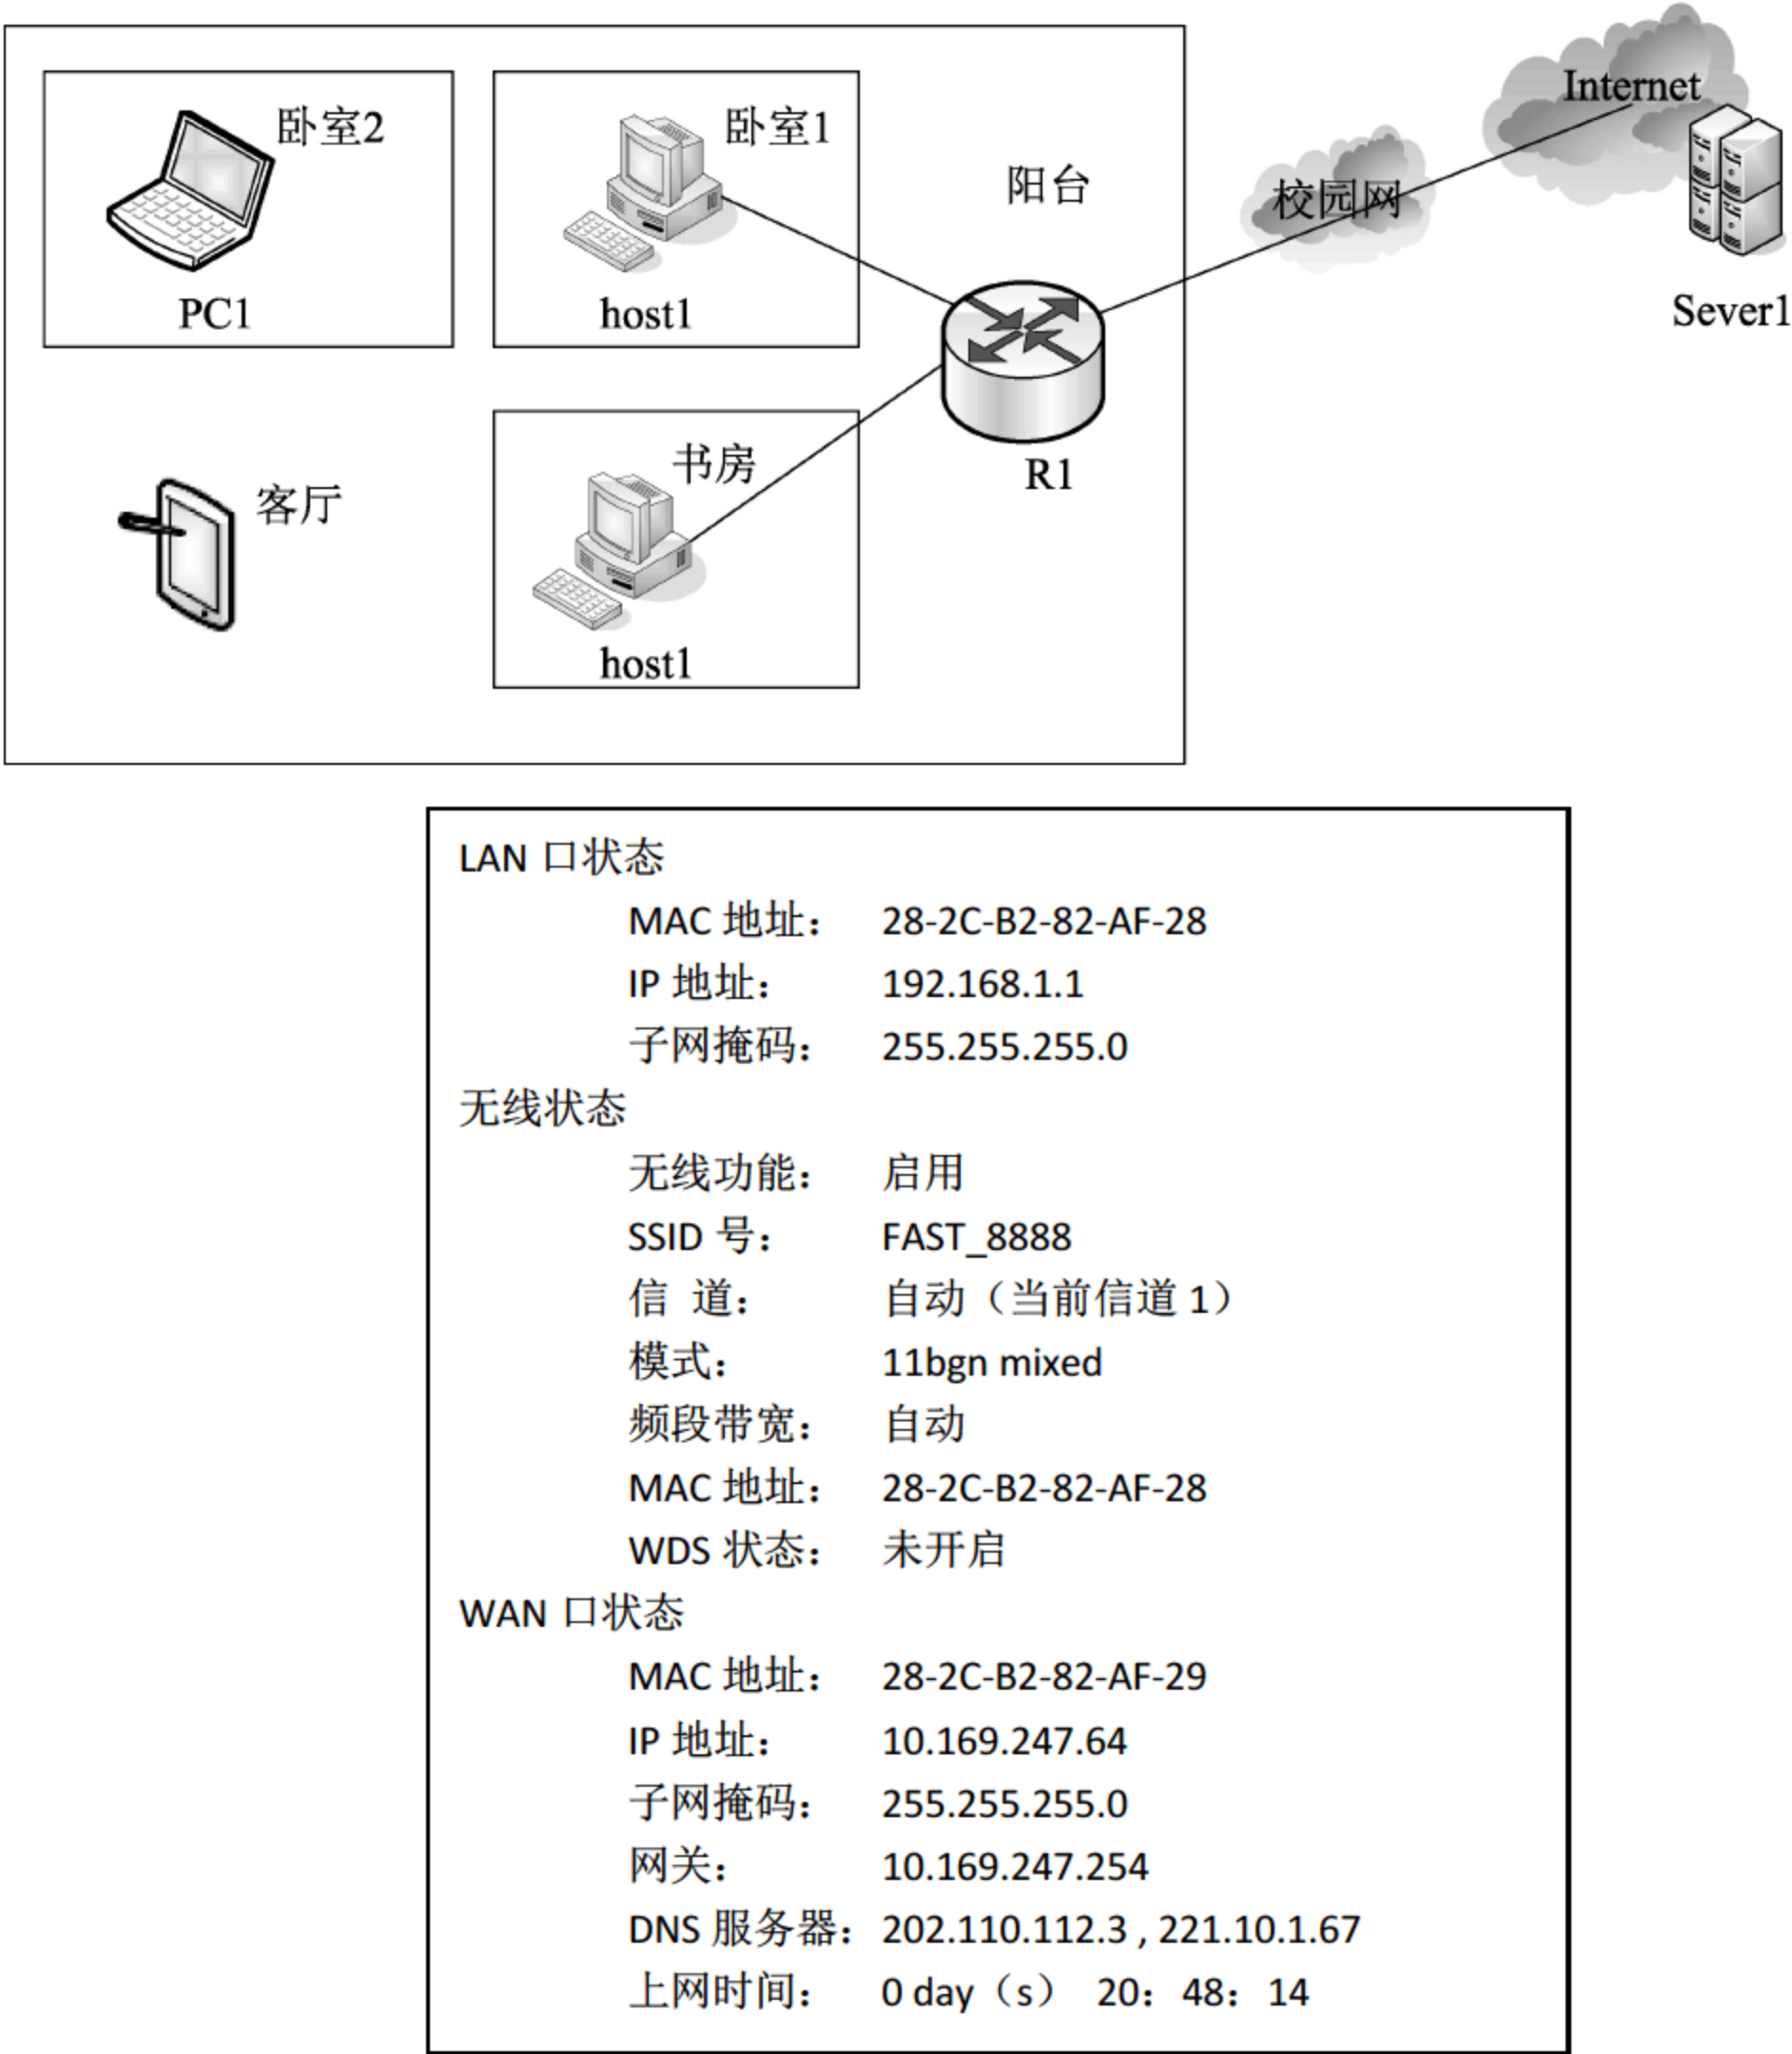 卧室2
PC1
卧室1
host1
阳台
校园网
Internet
Sever1
R1
客厅
书房
host1
LAN 口状态
MAC 地址： 28-2C-B2-82-AF-28
IP 地址： 192.168.1.1
子网掩码： 255.255.255.0
无线状态
无线功能： 启用
SSID 号： FAST_8888
信 道： 自动（当前信道 1）
模式： 11bgn mixed
频段带宽： 自动
MAC 地址： 28-2C-B2-82-AF-28
WDS 状态： 未开启
WAN 口状态
MAC 地址： 28-2C-B2-82-AF-29
IP 地址： 10.169.247.64
子网掩码： 255.255.255.0
网关： 10.169.247.254
DNS 服务器： 202.110.112.3 , 221.10.1.67
上网时间： 0 day（s） 20：48：14